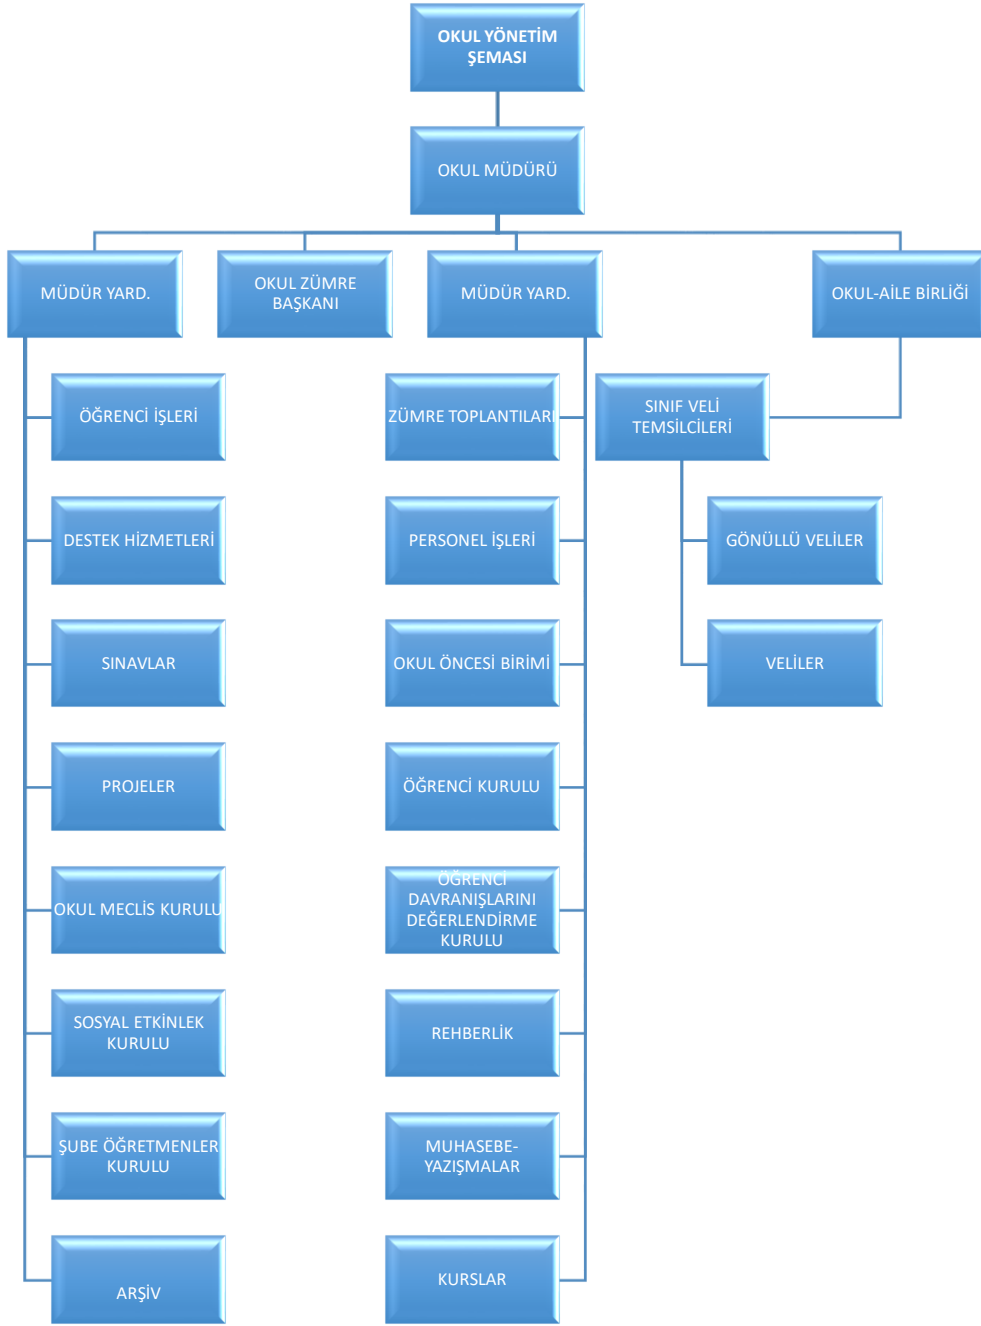 OKUL YÖNETİM
ŞEMASI
OKUL MÜDÜRÜ
MÜDÜR YARD.
OKUL ZÜMRE
BAŞKANI
MÜDÜR YARD.
OKUL-AİLE BİRLİĞİ
ÖĞRENCİ İŞLERİ
DESTEK HİZMETLERİ
SINAVLAR
PROJELER
OKUL MECLİS KURULU
SOSYAL ETKİNLEK
KURULU
ŞUBE ÖĞRETMENLER
KURULU
ARŞİV
ZÜMRE TOPLANTILARI
PERSONEL İŞLERİ
OKUL ÖNCESİ BİRİMİ
ÖĞRENCİ KURULU
ÖĞRENCİ
DAVRANIŞLARINI
DEĞERLENDİRME
KURULU
REHBERLİK
MUHASEBE-
YAZIŞMALAR
KURSLAR
SINIF VELİ
TEMSİLCİLERİ
GÖNÜLLÜ VELİLER
VELİLER